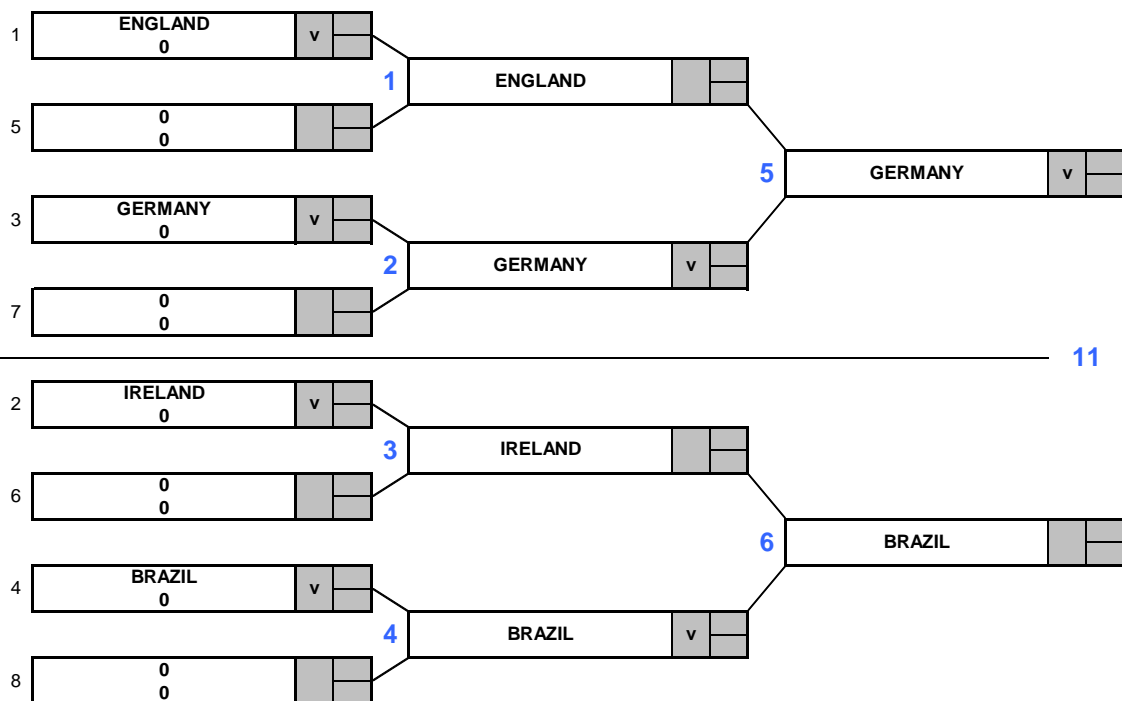 1 ENGLAND v
0
1 ENGLAND
5 0
0
5 GERMANY v
3 GERMANY v
0
2 GERMANY v
7 0
0
11
2 IRELAND v
0
3 IRELAND
6 0
0
6 BRAZIL
4 BRAZIL v
0
4 BRAZIL v
8 0
0